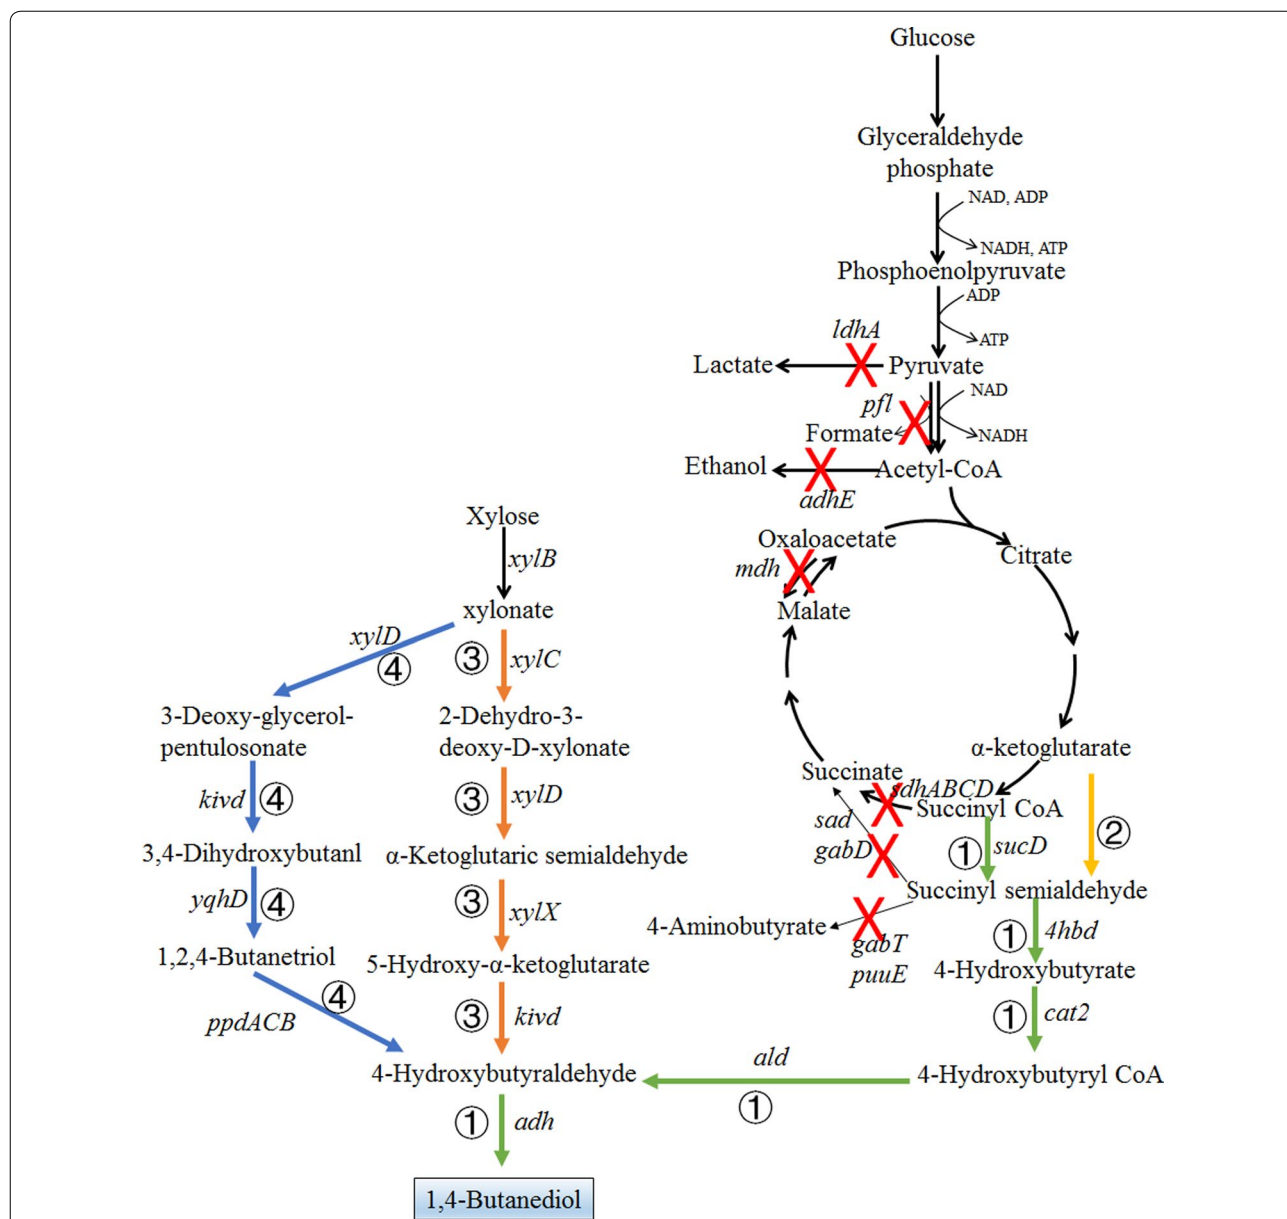 Glucose
Glyceraldehyde
phosphate
NAD, ADP
NADH, ATP
Phosphoenolpyruvate
ADP
ATP
ldhA
Lactate
Pyruvate
NAD
pfl
Formate
NADH
Ethanol
Acetyl-CoA
adhE
Xylose
xylB
xylonate
Oxaloacetate
Citrate
mdh
Malate
xylD
④
③
xylC
3-Deoxy-glycerol-
pentulosonate
2-Dehydro-3-
deoxy-D-xylonate
α-ketoglutarate
Succinate
sdhABCD
Succinyl CoA
kivd
④
③
xylD
sad
gabD
①
sucD
②
3,4-Dihydroxybutanl
α-Ketoglutaric semialdehyde
Succinyl semialdehyde
yqhD
④
③
xylX
4-Aminobutyrate
gabT
puuE
①
4hbd
1,2,4-Butanetriol
5-Hydroxy-α-ketoglutarate
4-Hydroxybutyrate
ppdACB
④
③
kivd
①
cat2
4-Hydroxybutyraldehyde
ald
①
4-Hydroxybutyryl CoA
①
adh
1,4-Butanediol